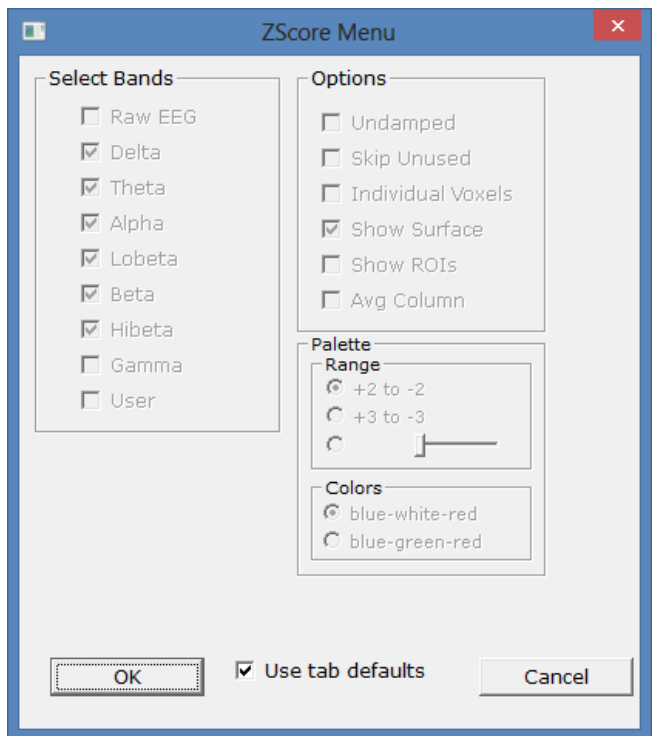 ZScore Menu
Select Bands
Raw EEG
Delta
Theta
Alpha
Lobeta
Beta
Hibeta
Gamma
User
Options
Undamped
Skip Unused
Individual Voxels
Show Surface
Show ROIs
Avg Column
Palette
Range
+2 to -2
+3 to -3
Colors
blue-white-red
blue-green-red
OK
Use tab defaults
Cancel